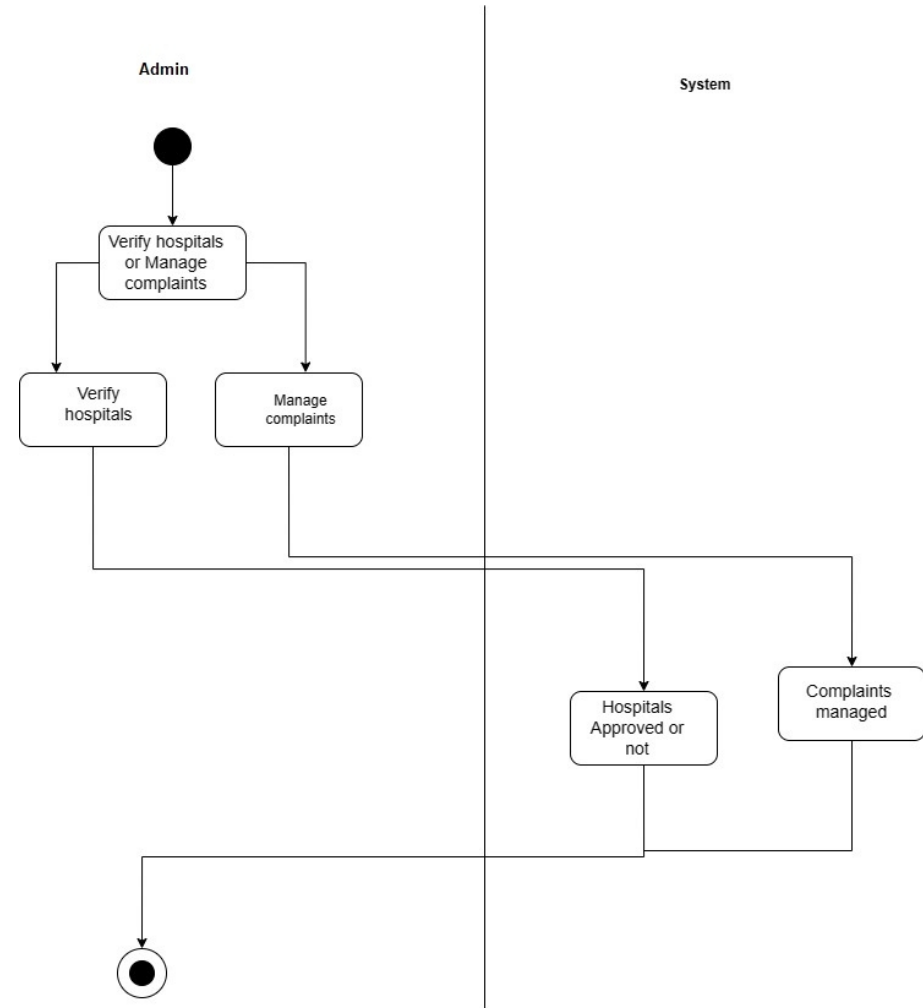 Admin
System
Verify hospitals
or Manage
complaints
Verify
hospitals
Manage
complaints
Hospitals
Approved or
not
Complaints
managed